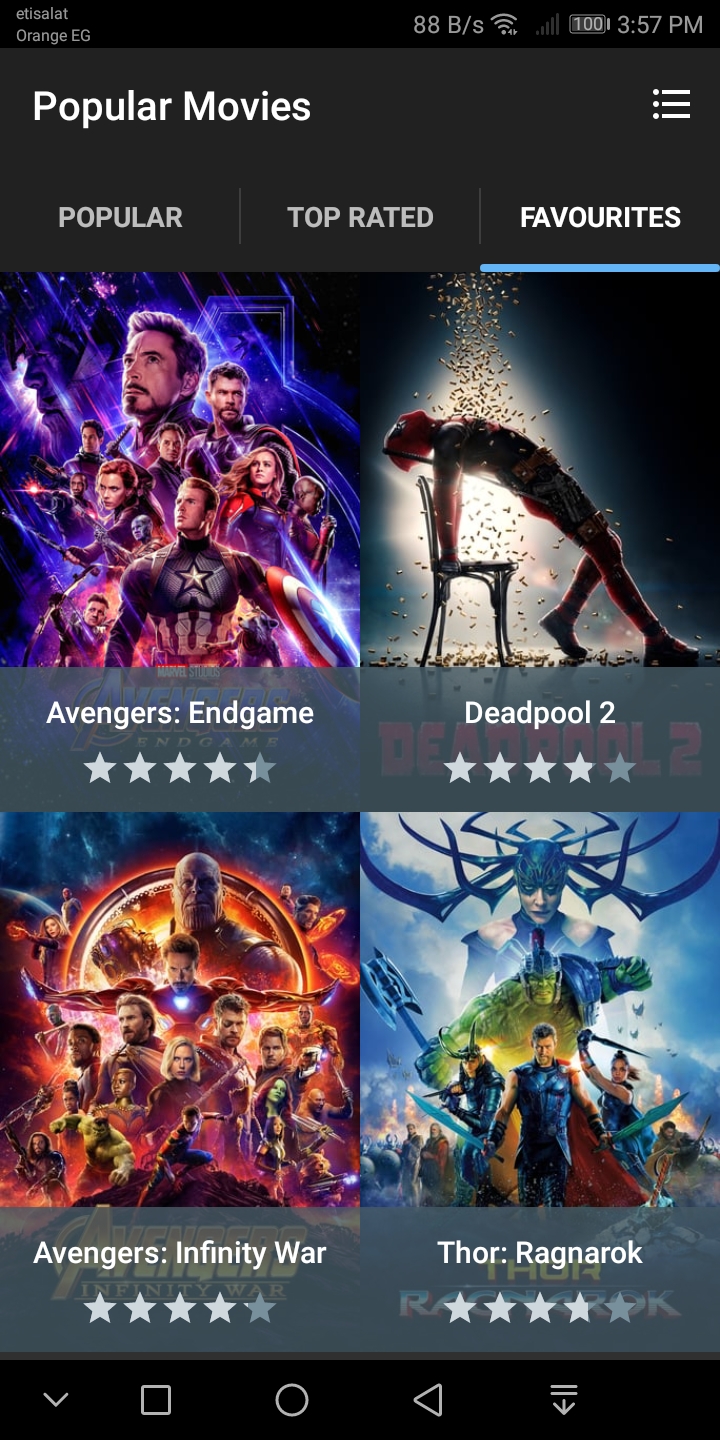 etisalat
Orange EG
88 B/s
100
3:57 PM
Popular Movies
POPULAR
TOP RATED
FAVOURITES
MARVEL STUDIOS
AVENGERS
ENDGAME
Avengers: Endgame
DEADPOOL 2
Deadpool 2
AVENGERS
INFINITY WAR
Avengers: Infinity War
THOR
RAGNAROK
Thor: Ragnarok